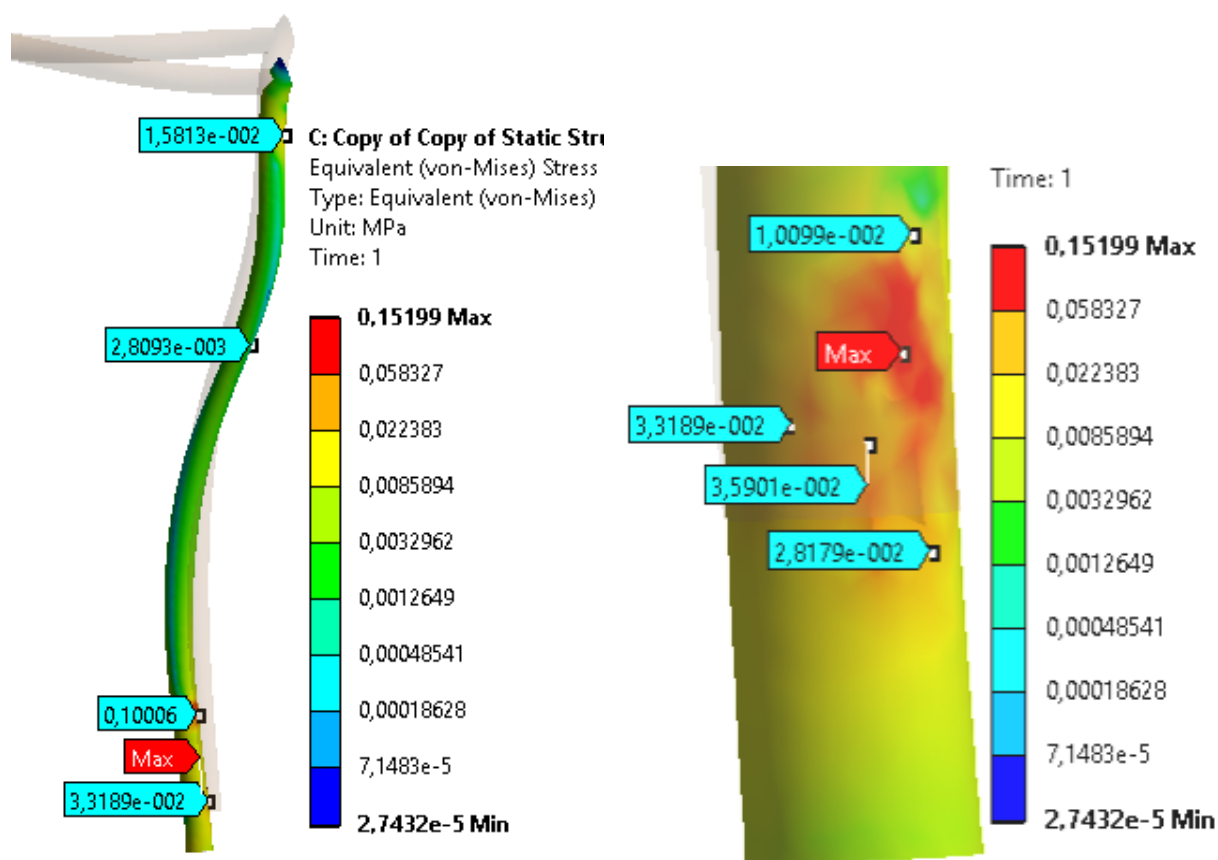 1,5813e-002
C: Copy of Copy of Static Stru
Equivalent (von-Mises) Stress
Type: Equivalent (von-Mises)
Unit: MPa
Time: 1
0,15199 Max
2,8093e-003
0,058327
0,022383
0,0085894
0,0032962
0,0012649
0,00048541
0,00018628
7,1483e-5
2,7432e-5 Min
0,10006
Max
3,3189e-002
Time: 1
1,0099e-002
0,15199 Max
0,058327
Max
0,022383
3,3189e-002
0,0085894
3,5901e-002
0,0032962
2,8179e-002
0,0012649
0,00048541
0,00018628
7,1483e-5
2,7432e-5 Min